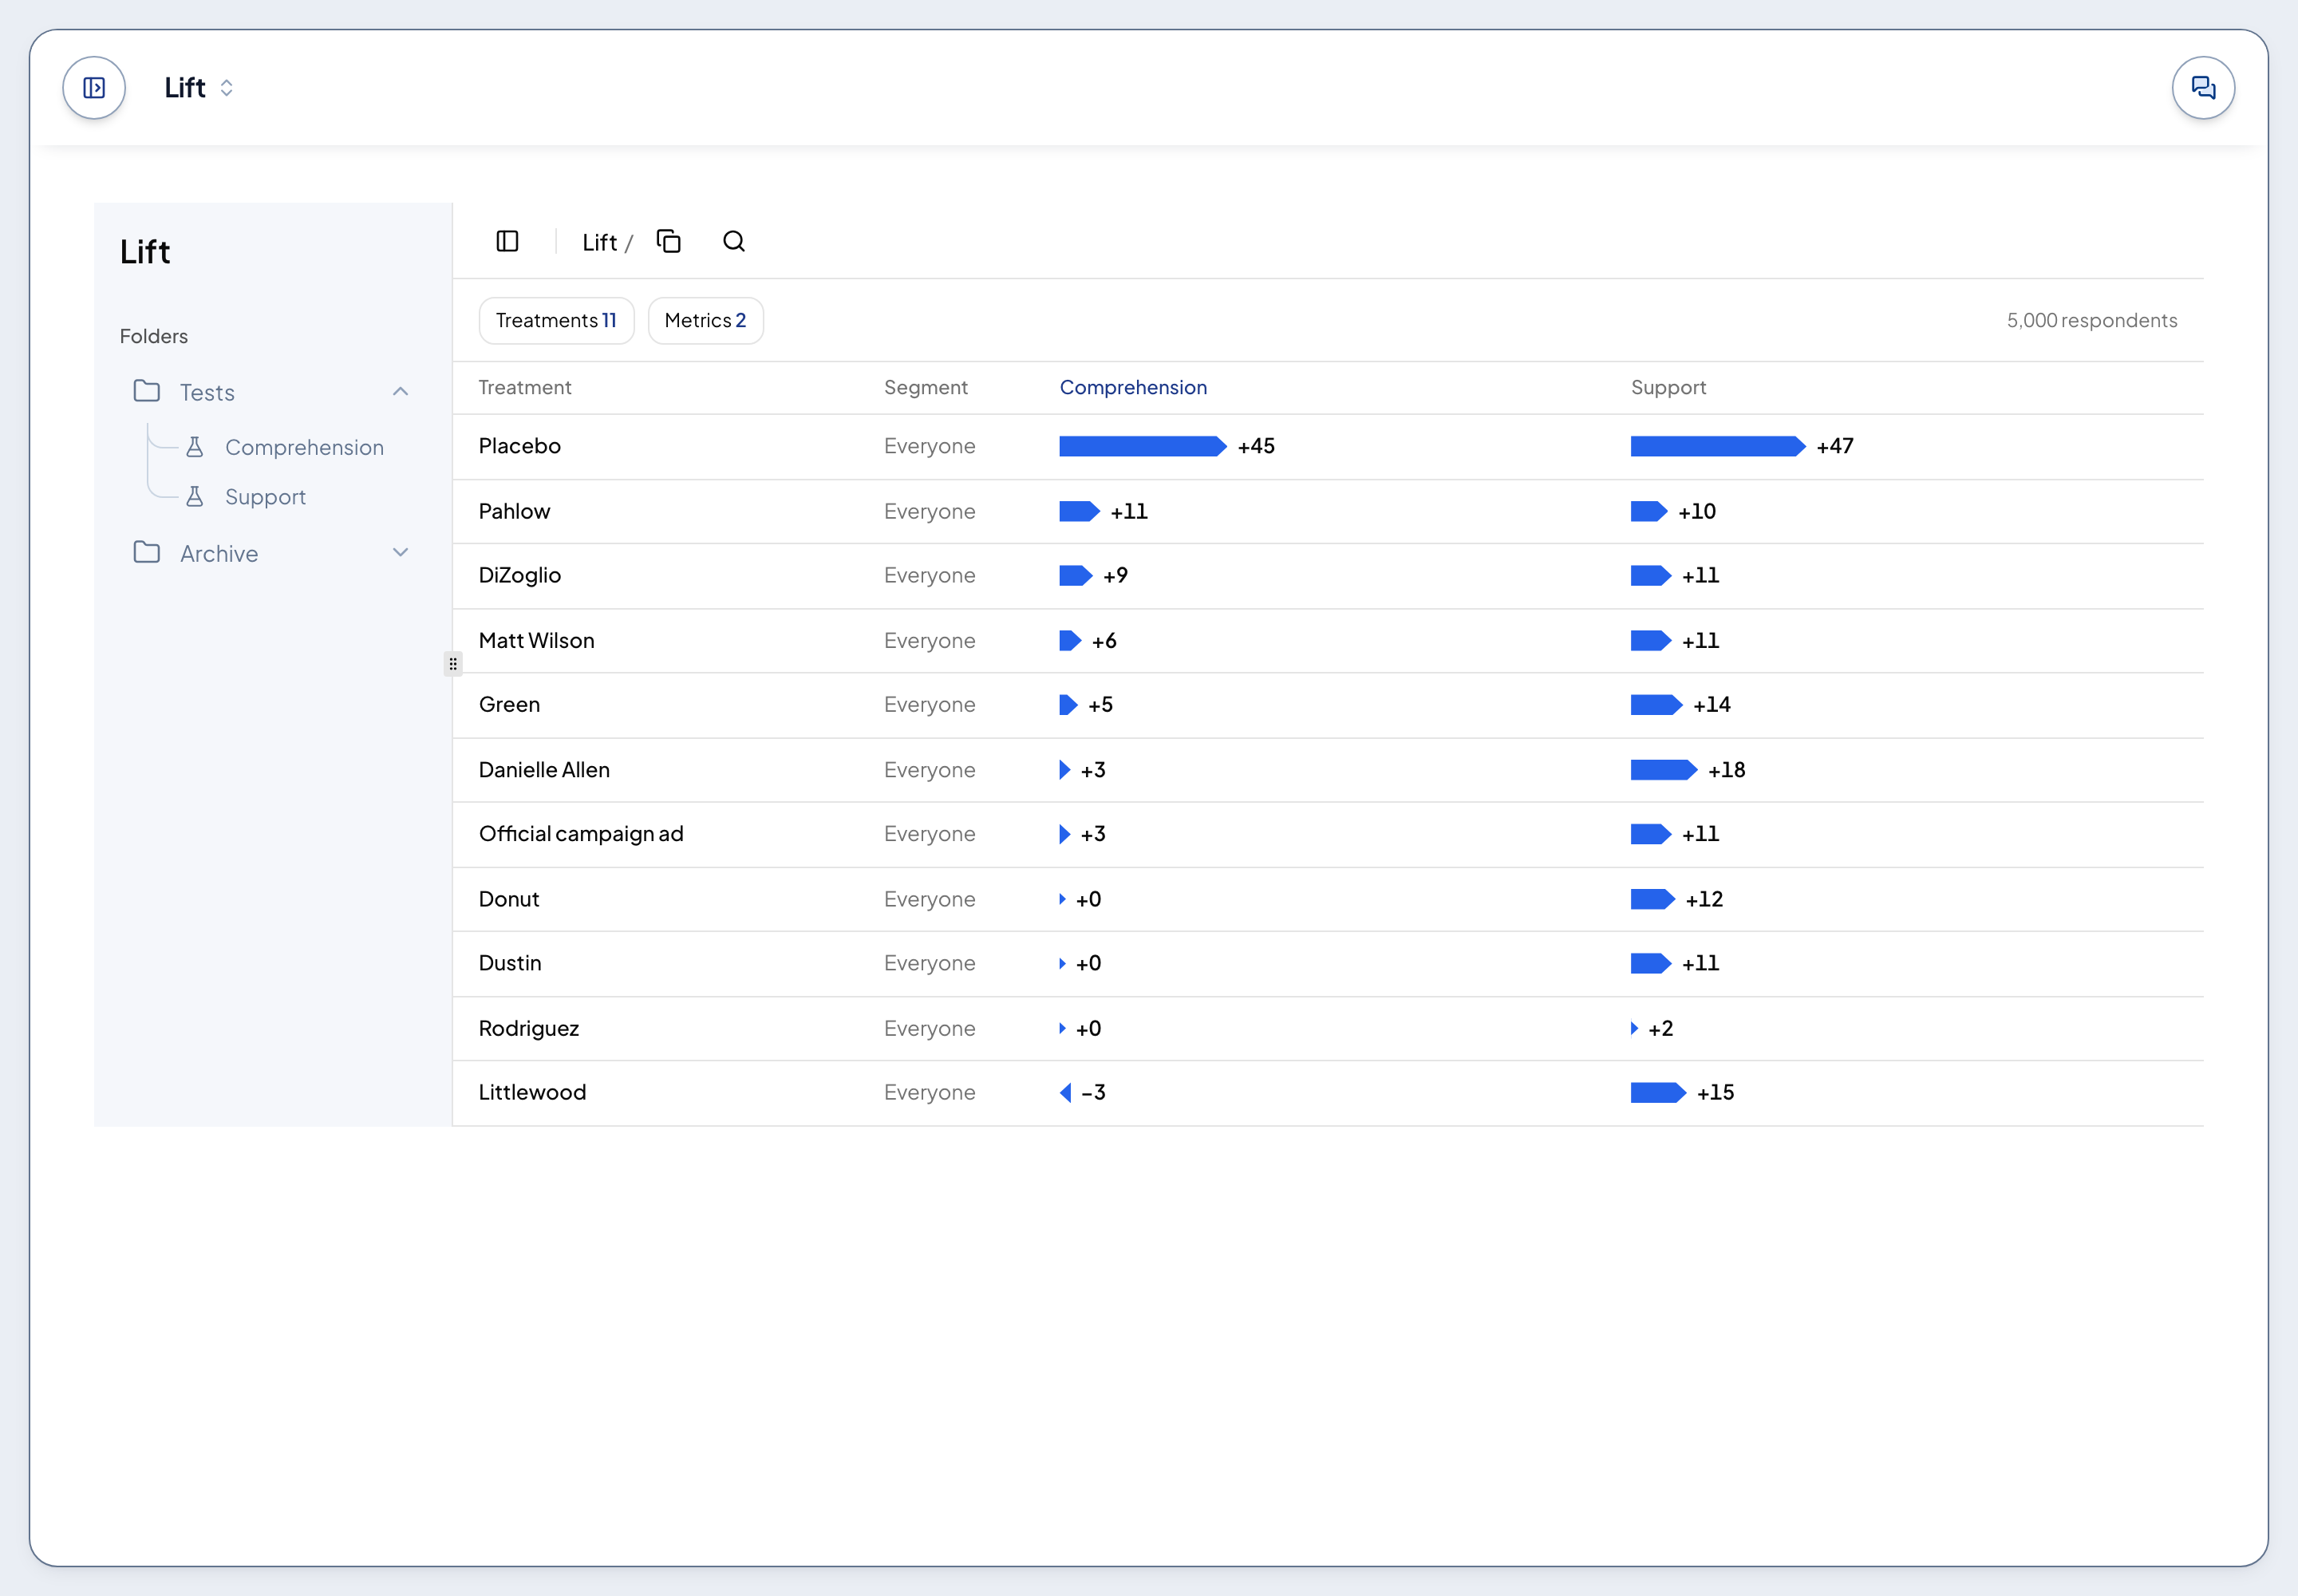 Lift
Lift
Folders
Tests
Comprehension
Support
Archive
Lift /
Treatments 11 Metrics 2 5,000 respondents
Treatment Segment Comprehension Support
Placebo Everyone +45 +47
Pahlow Everyone +11 +10
DiZoglio Everyone +9 +11
Matt Wilson Everyone +6 +11
Green Everyone +5 +14
Danielle Allen Everyone +3 +18
Official campaign ad Everyone +3 +11
Donut Everyone +0 +12
Dustin Everyone +0 +11
Rodriguez Everyone +0 +2
Littlewood Everyone −3 +15